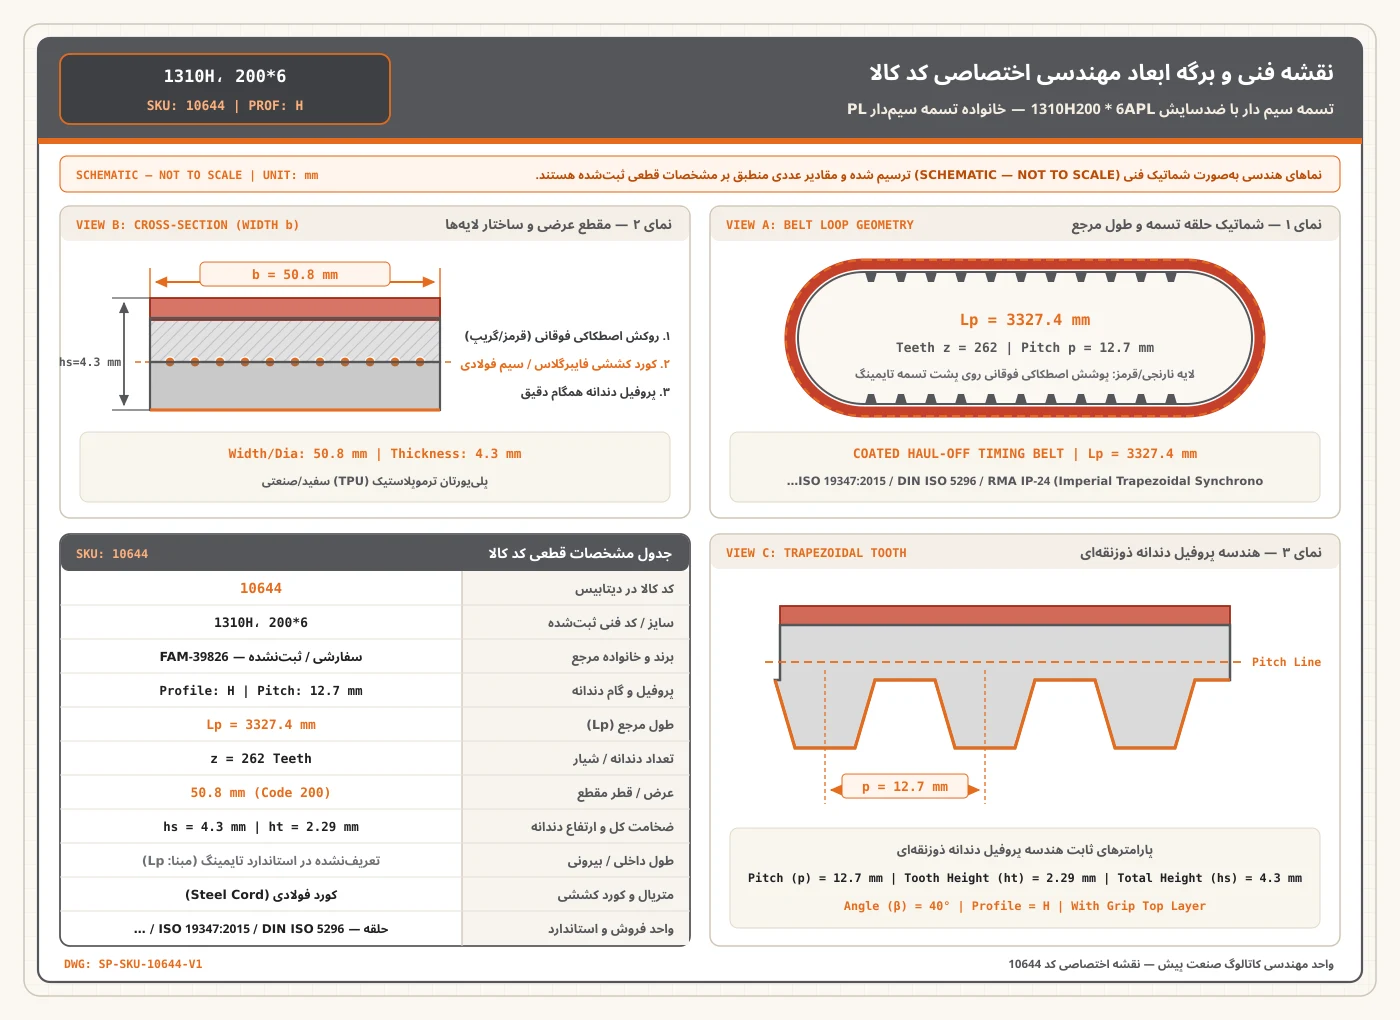 نقشه فنی و برگه ابعاد مهندسی اختصاصی کد کالا
تسمه سیم دار با ضدسایش 1310H200 * 6APL — خانواده تسمه سیم‌دار PL
1310H، 200*6
SKU: 10644 | PROF: H
نماهای هندسی به‌صورت شماتیک فنی (SCHEMATIC — NOT TO SCALE) ترسیم شده و مقادیر عددی منطبق بر مشخصات قطعی ثبت‌شده هستند.
SCHEMATIC — NOT TO SCALE | UNIT: mm
نمای ۱ — شماتیک حلقه تسمه و طول مرجع
VIEW A: BELT LOOP GEOMETRY
Lp = 3327.4 mm
Teeth z = 262 | Pitch p = 12.7 mm
لایه نارنجی/قرمز: پوشش اصطکاکی فوقانی روی پشت تسمه تایمینگ
COATED HAUL-OFF TIMING BELT | Lp = 3327.4 mm
ISO 19347:2015 / DIN ISO 5296 / RMA IP-24 (Imperial Trapezoidal Synchrono...
نمای ۲ — مقطع عرضی و ساختار لایه‌ها
VIEW B: CROSS-SECTION (WIDTH b)
b = 50.8 mm
hs=4.3 mm
۱. روکش اصطکاکی فوقانی (قرمز/گریپ)
۲. کورد کششی فایبرگلاس / سیم فولادی
۳. پروفیل دندانه همگام دقیق
Width/Dia: 50.8 mm | Thickness: 4.3 mm
پلی‌یورتان ترموپلاستیک (TPU) سفید/صنعتی
نمای ۳ — هندسه پروفیل دندانه ذوزنقه‌ای
VIEW C: TRAPEZOIDAL TOOTH
Pitch Line
p = 12.7 mm
پارامترهای ثابت هندسه پروفیل دندانه ذوزنقه‌ای
Pitch (p) = 12.7 mm | Tooth Height (ht) = 2.29 mm | Total Height (hs) = 4.3 mm
Angle (β) = 40° | Profile = H | With Grip Top Layer
جدول مشخصات قطعی کد کالا
SKU: 10644
کد کالا در دیتابیس
10644
سایز / کد فنی ثبت‌شده
1310H، 200*6
برند و خانواده مرجع
سفارشی / ثبت‌نشده — FAM-39826
پروفیل و گام دندانه
Profile: H | Pitch: 12.7 mm
طول مرجع (Lp)
Lp = 3327.4 mm
تعداد دندانه / شیار
z = 262 Teeth
عرض / قطر مقطع
50.8 mm (Code 200)
ضخامت کل و ارتفاع دندانه
hs = 4.3 mm | ht = 2.29 mm
طول داخلی / بیرونی
تعریف‌نشده در استاندارد تایمینگ (مبنا: Lp)
متریال و کورد کششی
کورد فولادی (Steel Cord)
واحد فروش و استاندارد
حلقه — ISO 19347:2015 / DIN ISO 5296 / ...
واحد مهندسی کاتالوگ صنعت پیش — نقشه اختصاصی کد 10644
DWG: SP-SKU-10644-V1